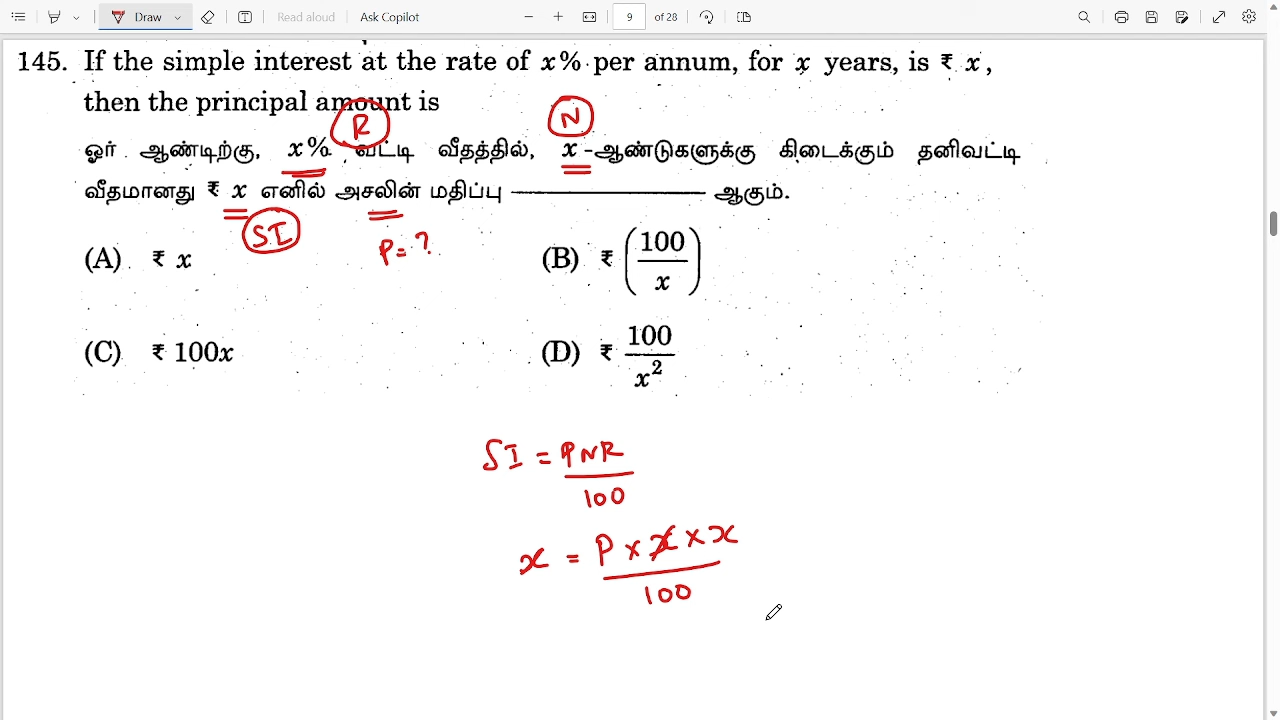 Draw Read aloud Ask Copilot 9 of 28
145. If the simple interest at the rate of x% per annum, for x years, is ₹ x,
then the principal amount is
R N
ஓர் ஆண்டிற்கு, x% வட்டி வீதத்தில், x -ஆண்டுகளுக்கு கிடைக்கும் தனிவட்டி
வீதமானது ₹ x எனில் அசலின் மதிப்பு ———————— ஆகும்.
SI P = ?
(A) ₹ x (B) ₹ (100/x)
(C) ₹ 100x (D) ₹ 100/x²
SI = PNR
100
x = P × x × x
100